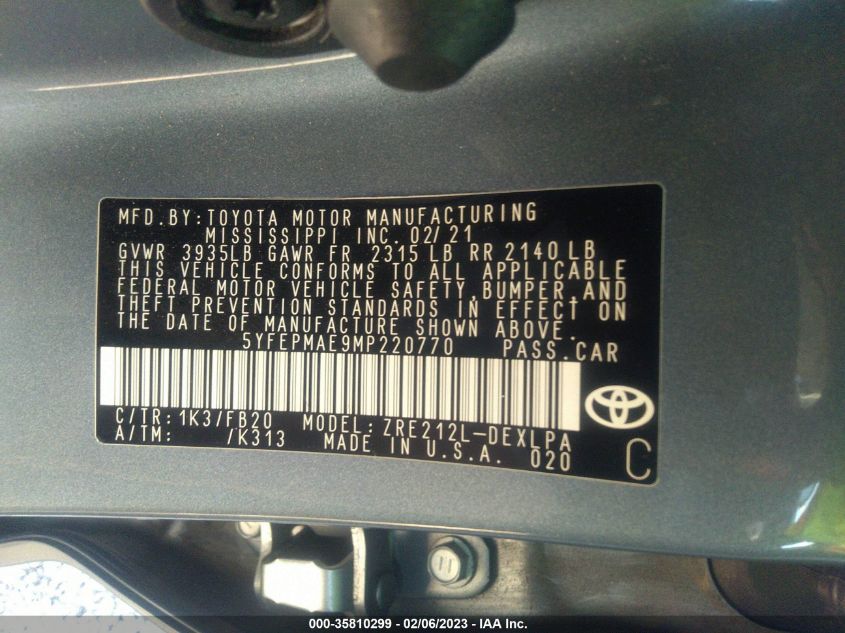 MFD.BY:TOYOTA MOTOR MANUFACTURING
MISSISSIPPI INC. 02/21
GVWR 3935LB GAWR FR 2315 LB RR 2140 LB
THIS VEHICLE CONFORMS TO ALL APPLICABLE
FEDERAL MOTOR VEHICLE SAFETY,BUMPER,AND
THEFT PREVENTION STANDARDS IN EFFECT ON
THE DATE OF MANUFACTURE SHOWN ABOVE.
5YFEPMAE9MP220770 PASS.CAR
C/TR:1K3/FB20 MODEL:ZRE212L-DEXLPA
A/TM: /K313 MADE IN U.S.A. 020 C
000-35810299 - 02/06/2023 - IAA Inc.